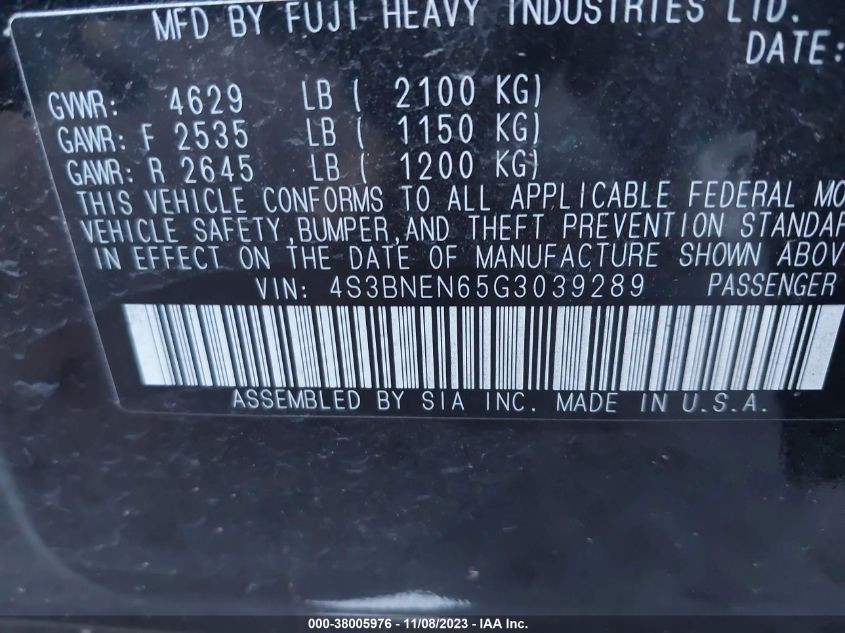 MFD BY FUJI HEAVY INDUSTRIES LTD.
DATE:
GVWR: 4629 LB ( 2100 KG)
GAWR: F 2535 LB ( 1150 KG)
GAWR: R 2645 LB ( 1200 KG)
THIS VEHICLE CONFORMS TO ALL APPLICABLE FEDERAL MO
VEHICLE SAFETY,BUMPER,AND THEFT PREVENTION STANDAR
IN EFFECT ON THE DATE OF MANUFACTURE SHOWN ABOV
VIN: 4S3BNEN65G3039289 PASSENGER
ASSEMBLED BY SIA INC. MADE IN U.S.A.
000-38005976 - 11/08/2023 - IAA Inc.